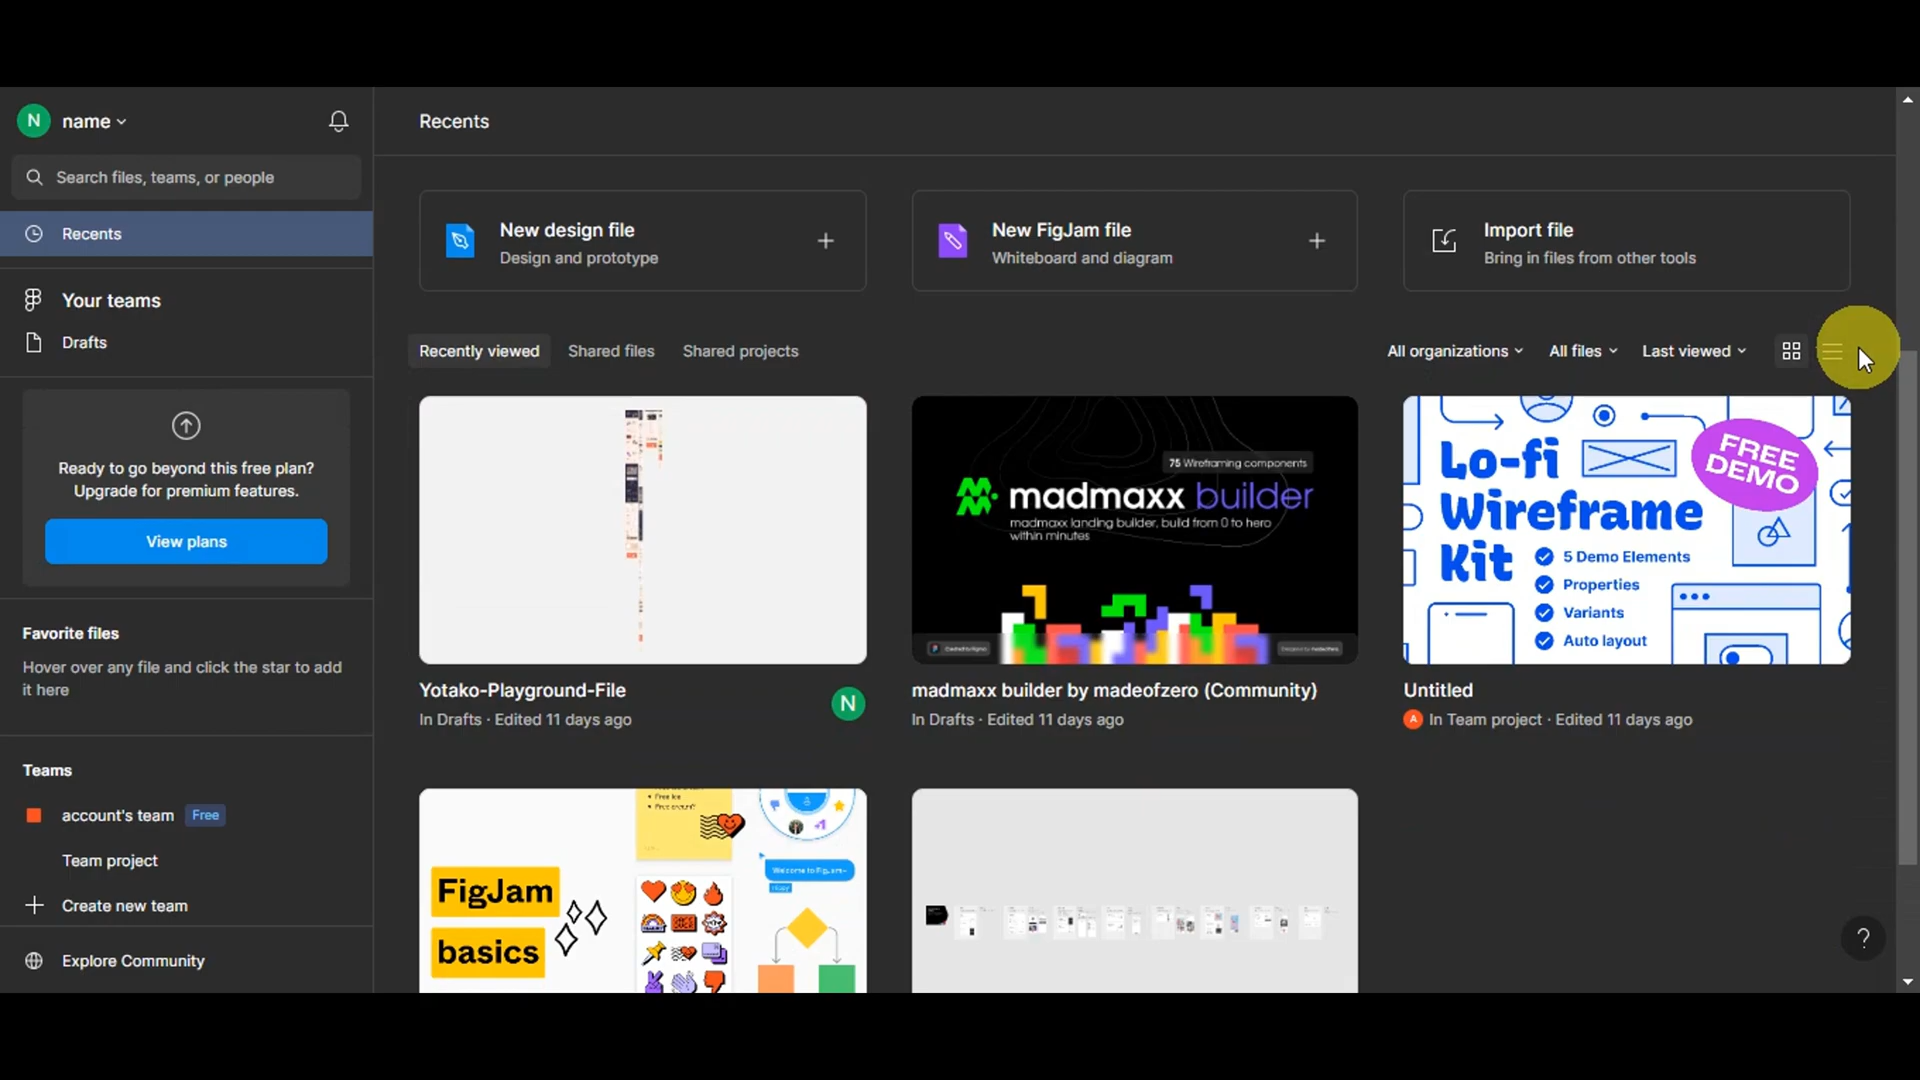 N name
Search files, teams, or people
Recents
Your teams
Drafts
Ready to go beyond this free plan?
Upgrade for premium features.
View plans
Favorite files
Hover over any file and click the star to add
it here
Teams
account's team Free
Team project
Create new team
Explore Community
Recents
New design file
Design and prototype
New FigJam file
Whiteboard and diagram
Import file
Bring in files from other tools
Recently viewed Shared files Shared projects
All organizations All files Last viewed
75 Wireframing components
madmaxx builder
madmaxx landing builder, build from 0 to hero
within minutes
Lo-fi
Wireframe
Kit
FREE
DEMO
5 Demo Elements
Properties
Variants
Auto layout
Yotako-Playground-File
In Drafts · Edited 11 days ago
N
madmaxx builder by madeofzero (Community)
In Drafts · Edited 11 days ago
Untitled
A In Team project · Edited 11 days ago
FigJam
basics
Welcome to FigJam
?